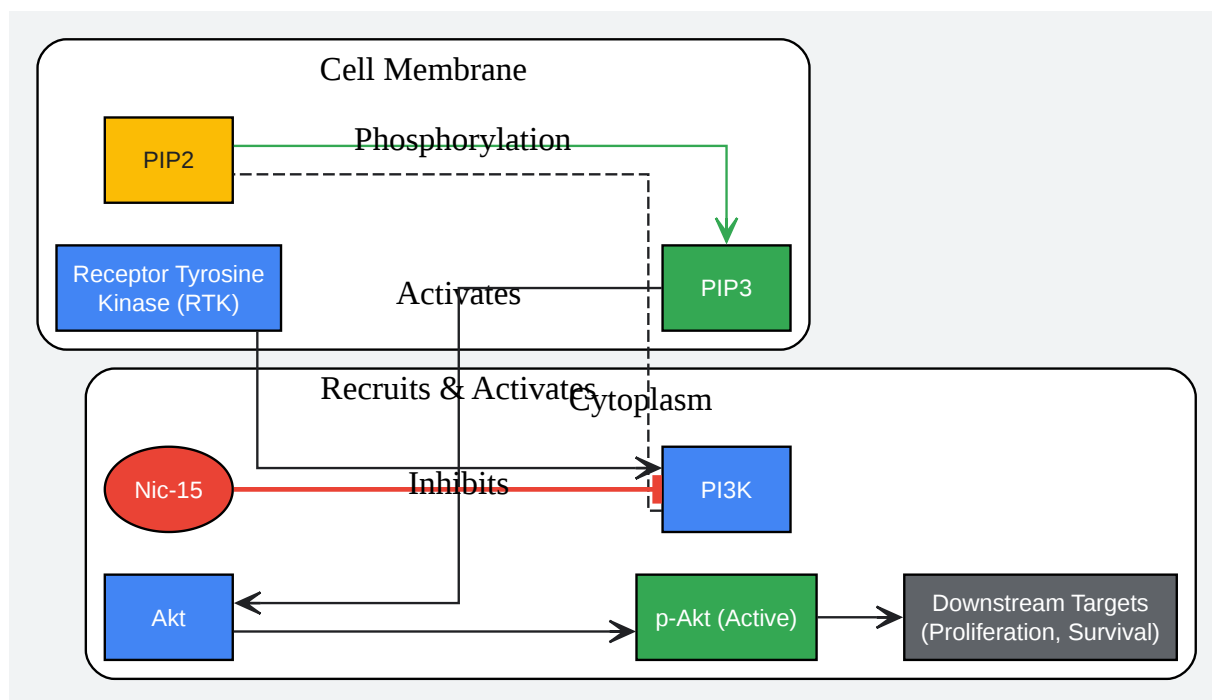 Cell Membrane
Phosphorylation
PIP2
Receptor Tyrosine
Kinase (RTK)
Activates
PIP3
Recruits & Activates
Cytoplasm
Nic-15
Inhibits
PI3K
Akt
p-Akt (Active)
Downstream Targets
(Proliferation, Survival)